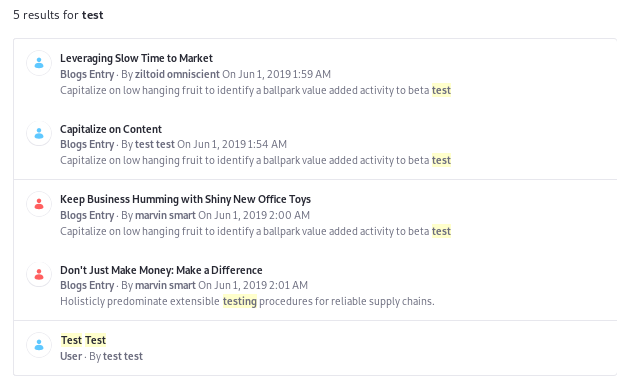 5 results for test
Leveraging Slow Time to Market
Blogs Entry · By ziltoid omniscient On Jun 1, 2019 1:59 AM
Capitalize on low hanging fruit to identify a ballpark value added activity to beta test
Capitalize on Content
Blogs Entry · By test test On Jun 1, 2019 1:54 AM
Capitalize on low hanging fruit to identify a ballpark value added activity to beta test
Keep Business Humming with Shiny New Office Toys
Blogs Entry · By marvin smart On Jun 1, 2019 2:00 AM
Capitalize on low hanging fruit to identify a ballpark value added activity to beta test
Don't Just Make Money: Make a Difference
Blogs Entry · By marvin smart On Jun 1, 2019 2:01 AM
Holisticly predominate extensible testing procedures for reliable supply chains.
Test Test
User · By test test